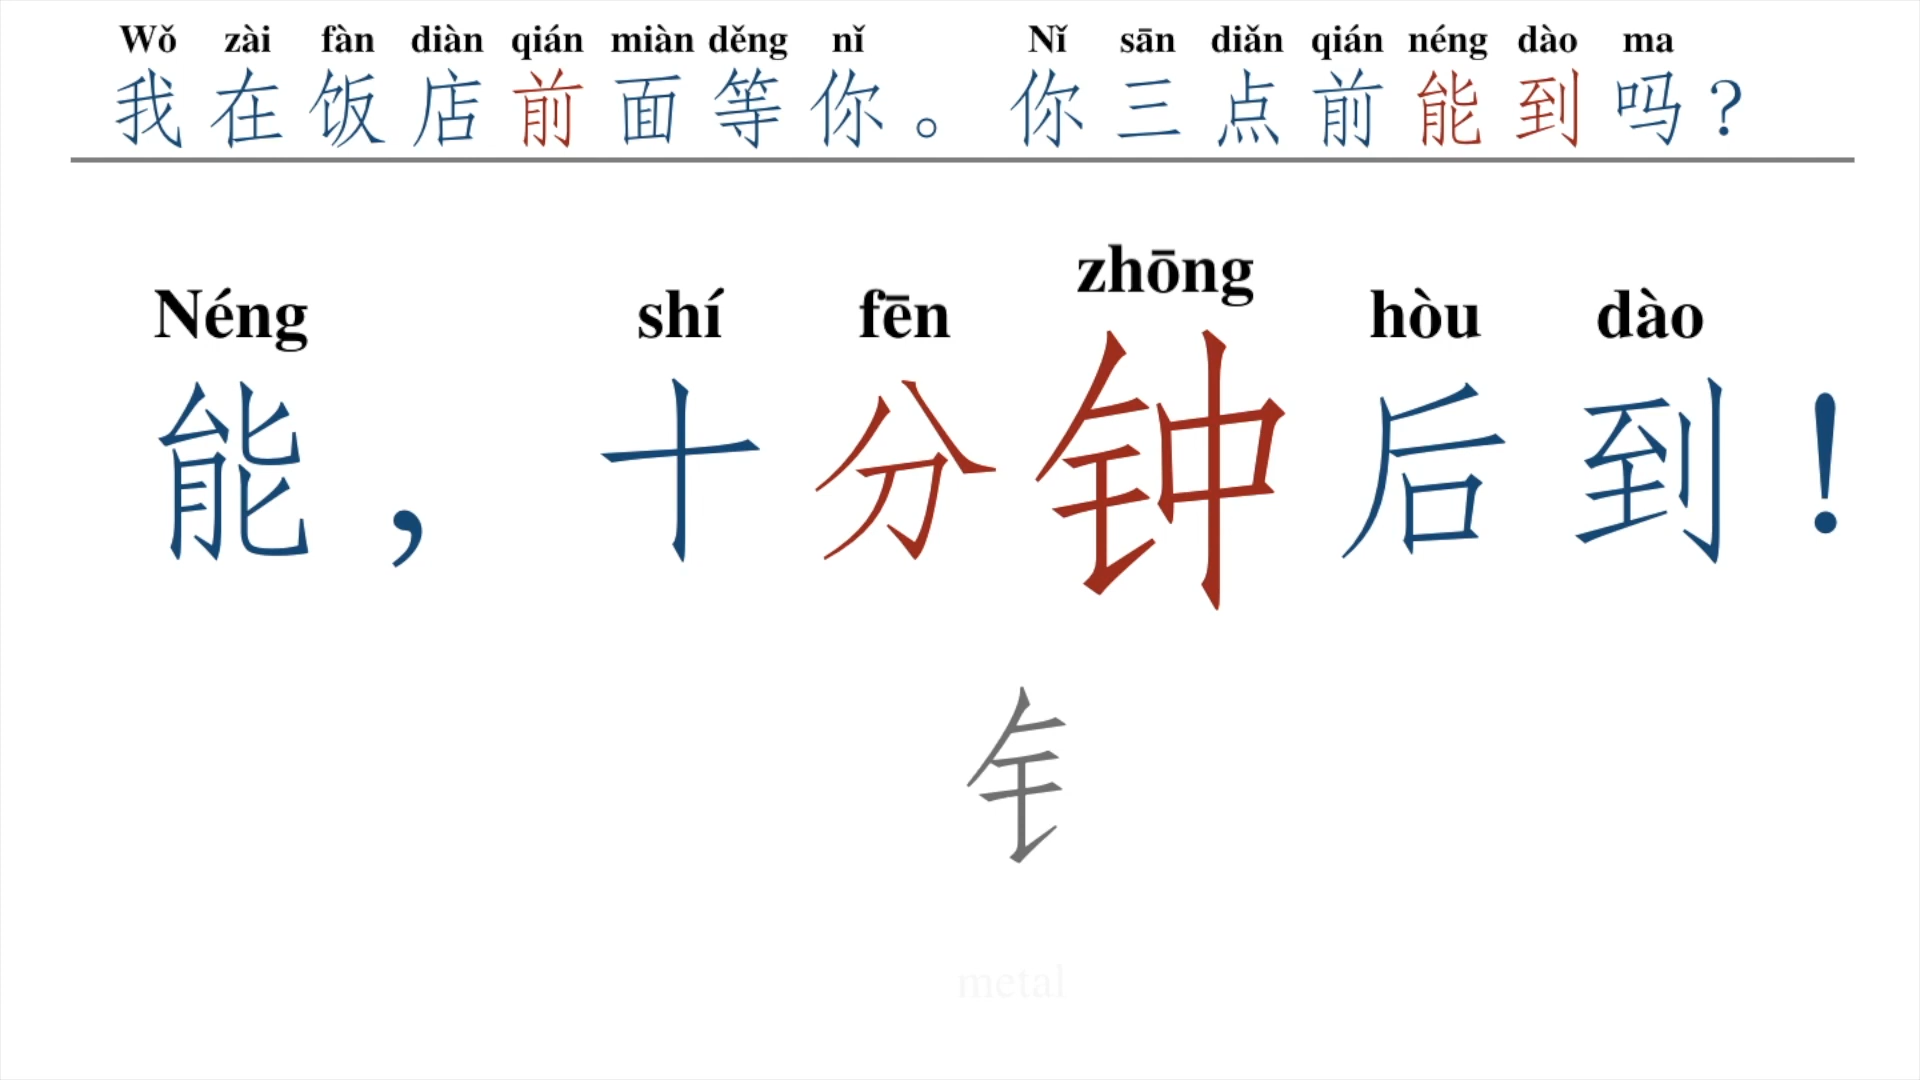 Wǒ zài fàn diàn qián miàn děng nǐ Nǐ sān diǎn qián néng dào ma
我在饭店前面等你。你三点前能到吗？
Néng shí fēn zhōng hòu dào
能，十分钟后到！
钅
metal